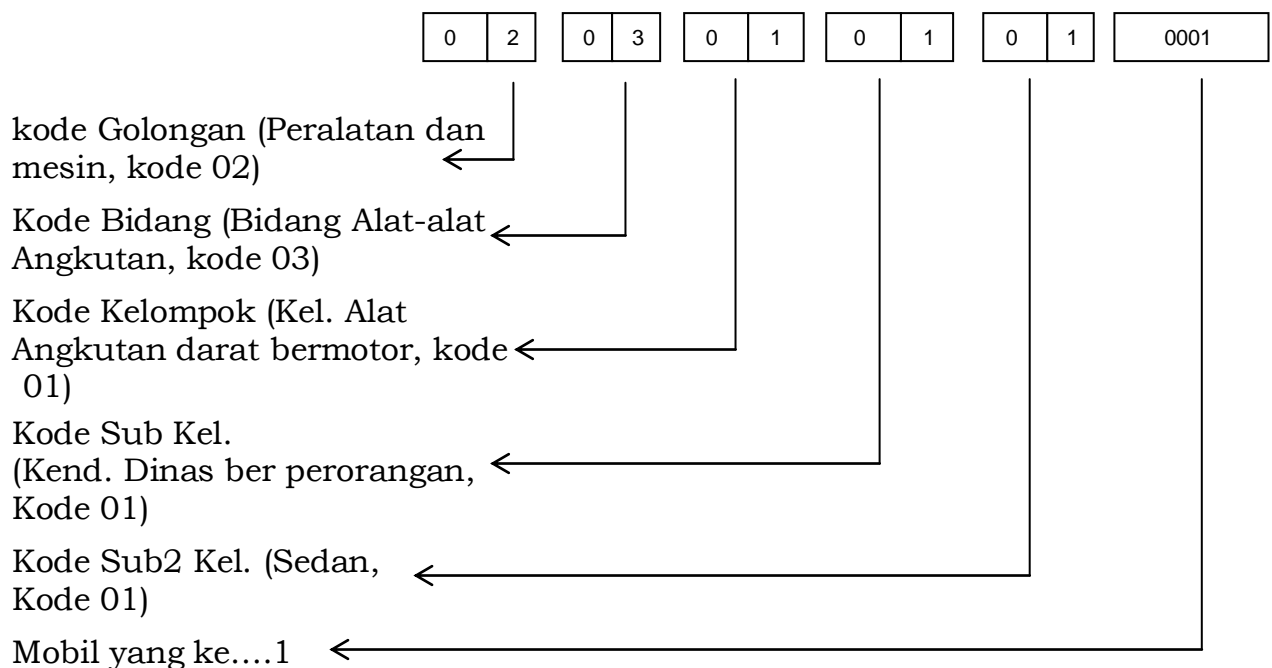 0 2 0 3 0 1 0 1 0 1 0001
kode Golongan (Peralatan dan
mesin, kode 02)
Kode Bidang (Bidang Alat-alat
Angkutan, kode 03)
Kode Kelompok (Kel. Alat
Angkutan darat bermotor, kode
01)
Kode Sub Kel.
(Kend. Dinas ber perorangan,
Kode 01)
Kode Sub2 Kel. (Sedan,
Kode 01)
Mobil yang ke....1